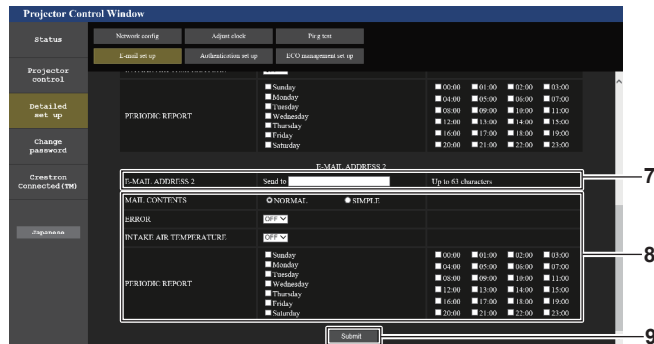 Projector Control Window
Status
Network config Adjust clock Ping test
E-mail set up Authentication set up ECO management set up
Projector control
Detailed set up
Change password
Crestron Connected(TM)
Japanese
PERIODIC REPORT
Sunday 00:00 01:00 02:00 03:00
Monday 04:00 05:00 06:00 07:00
Tuesday 08:00 09:00 10:00 11:00
Wednesday 12:00 13:00 14:00 15:00
Thursday 16:00 17:00 18:00 19:00
Friday 20:00 21:00 22:00 23:00
Saturday
E-MAIL ADDRESS 2
E-MAIL ADDRESS 2 Send to Up to 63 characters 7
MAIL CONTENTS NORMAL SIMPLE
ERROR OFF
INTAKE AIR TEMPERATURE OFF
8
PERIODIC REPORT
Sunday 00:00 01:00 02:00 03:00
Monday 04:00 05:00 06:00 07:00
Tuesday 08:00 09:00 10:00 11:00
Wednesday 12:00 13:00 14:00 15:00
Thursday 16:00 17:00 18:00 19:00
Friday 20:00 21:00 22:00 23:00
Saturday
Submit 9